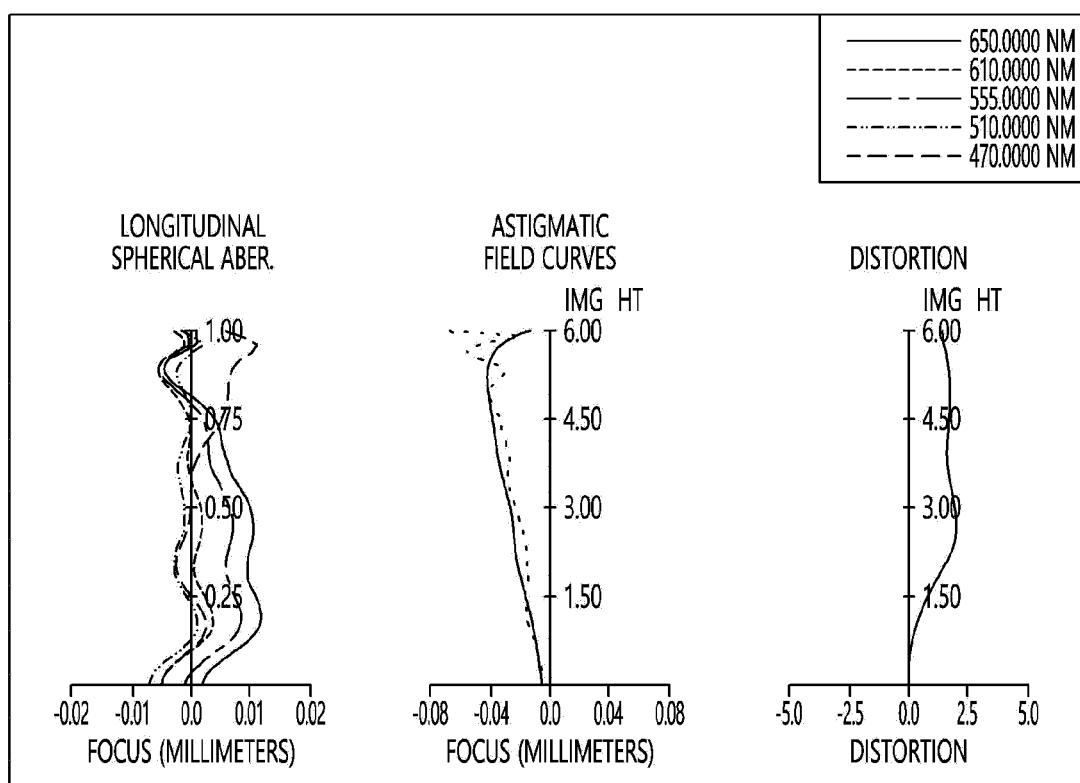 650.0000 NM
610.0000 NM
555.0000 NM
510.0000 NM
470.0000 NM
LONGITUDINAL
SPHERICAL ABER.
1.00
0.75
0.50
0.25
-0.02 -0.01 0.0 0.01 0.02
FOCUS (MILLIMETERS)
ASTIGMATIC
FIELD CURVES
IMG HT
6.00
4.50
3.00
1.50
-0.08 -0.04 0.0 0.04 0.08
FOCUS (MILLIMETERS)
DISTORTION
IMG HT
6.00
4.50
3.00
1.50
-5.0 -2.5 0.0 2.5 5.0
DISTORTION